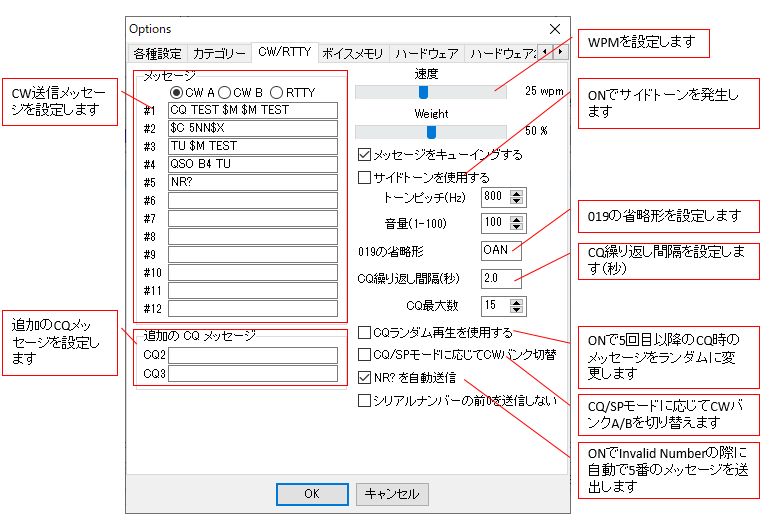 Options
各種設定
カテゴリー
CW/RTTY
ボイスメモリ
ハードウェア
ハードウェア2
メッセージ
CW A
CW B
RTTY
#1 CQ TEST $M $M TEST
#2 $C 5NN$X
#3 TU $M TEST
#4 QSO B4 TU
#5 NR?
#6
#7
#8
#9
#10
#11
#12
追加の CQ メッセージ
CQ2
CQ3
速度
25 wpm
Weight
50 %
メッセージをキューイングする
サイドトーンを使用する
トーンピッチ(Hz) 800
音量(1-100) 100
019の省略形 OAN
CQ繰り返し間隔(秒) 2.0
CQ最大数 15
CQランダム再生を使用する
CQ/SPモードに応じてCWバンク切替
NR? を自動送信
シリアルナンバーの前0を送信しない
OK
キャンセル
CW送信メッセー
ジを設定します
追加のCQメッ
セージを設定し
ます
WPMを設定します
ONでサイドトーンを発生し
ます
019の省略形を設定します
CQ繰り返し間隔を設定しま
す(秒)
ONで5回目以降のCQ時の
メッセージをランダムに変
更します
CQ/SPモードに応じてCWバ
ンクA/Bを切り替えます
ONでInvalid Numberの際に
自動で5番のメッセージを送
出します